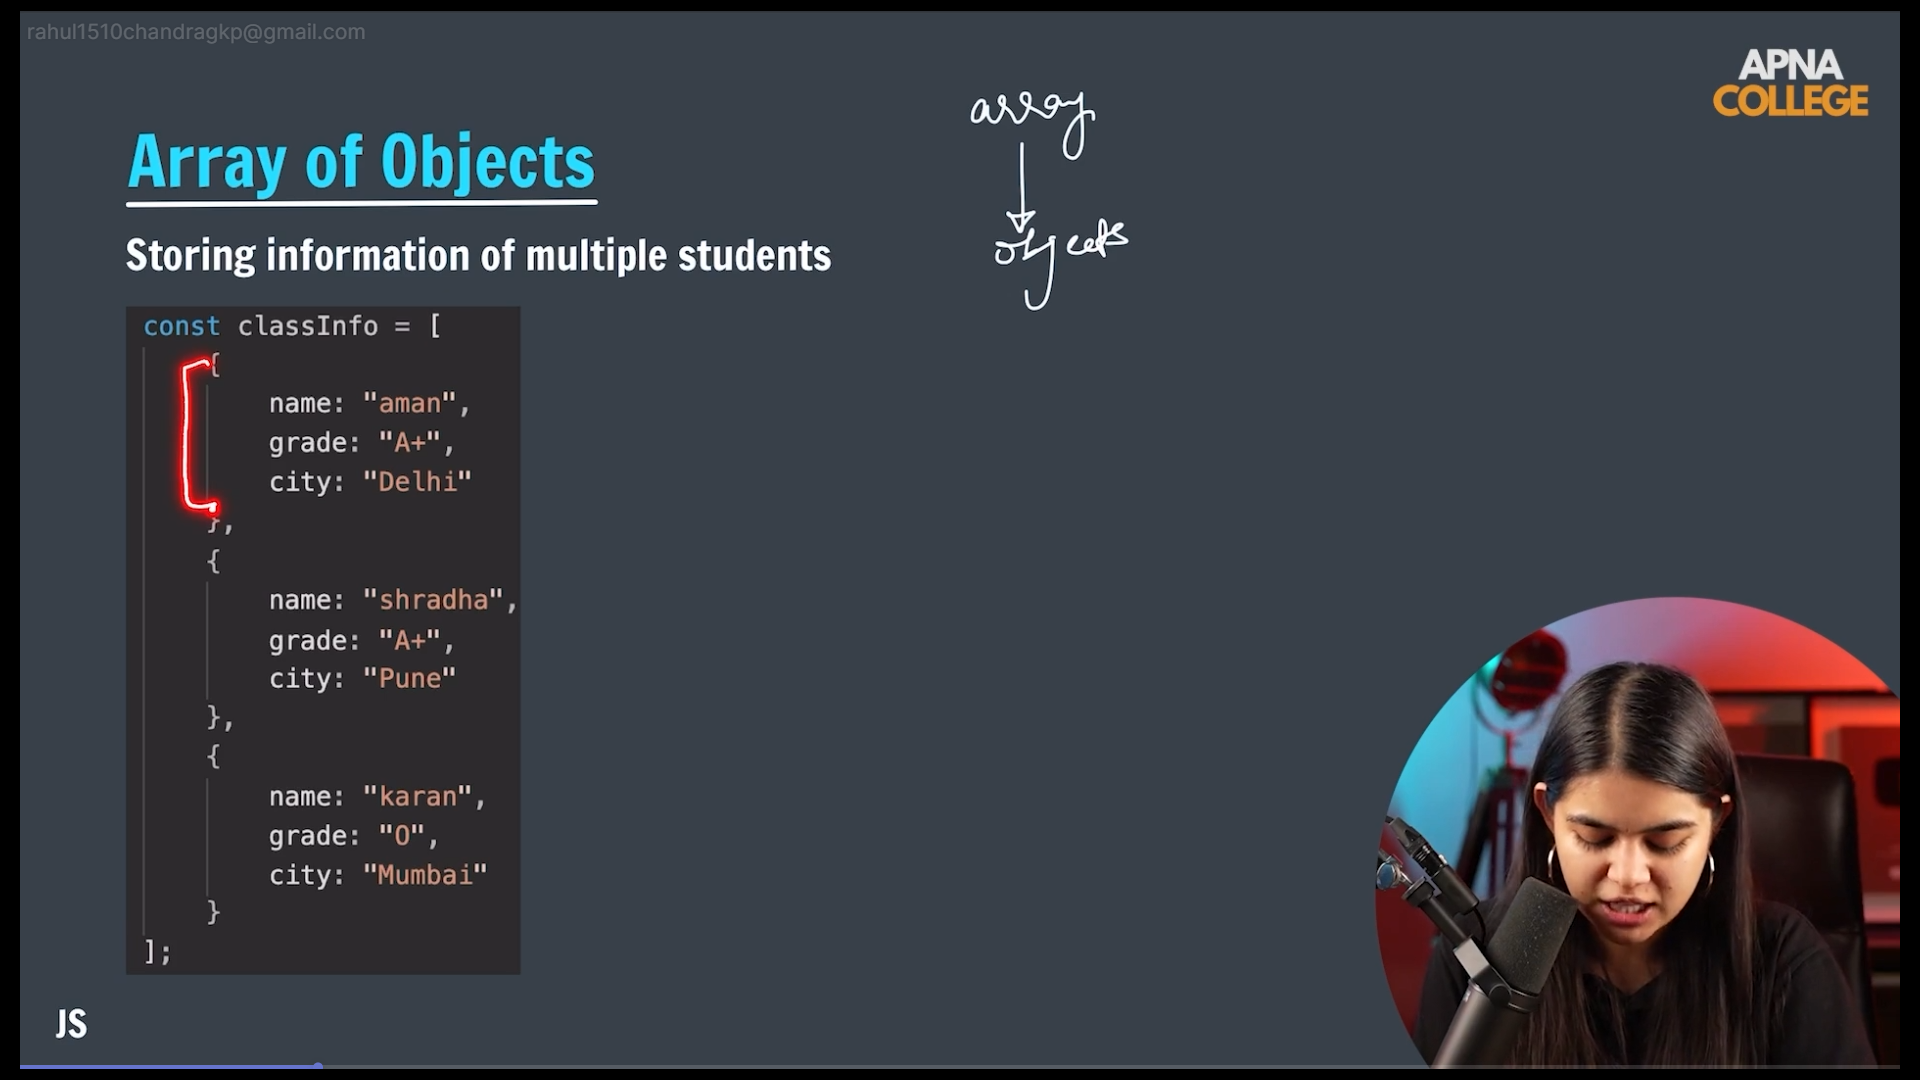 rahul1510chandragkp@gmail.com
APNA
COLLEGE
array
objects
Array of Objects
Storing information of multiple students
const classInfo = [
{
name: "aman",
grade: "A+",
city: "Delhi"
},
{
name: "shradha",
grade: "A+",
city: "Pune"
},
{
name: "karan",
grade: "O",
city: "Mumbai"
}
];
JS